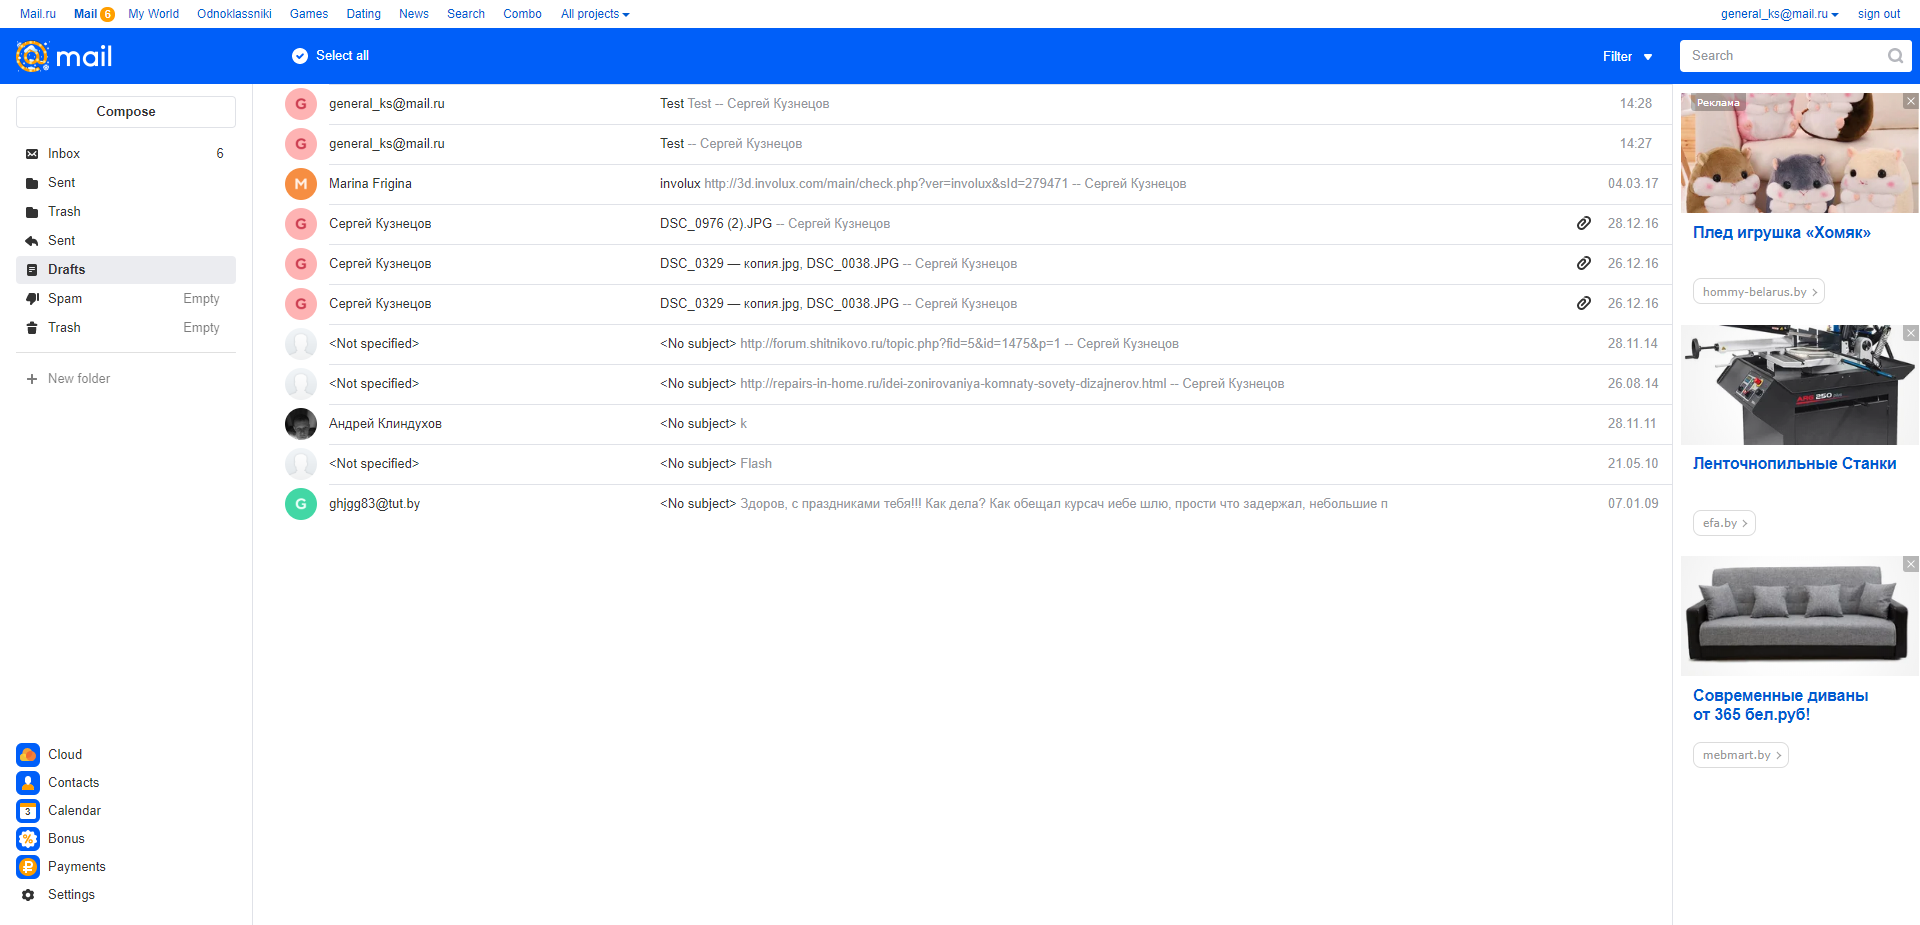 Mail.ru Mail 6 My World Odnoklassniki Games Dating News Search Combo All projects general_ks@mail.ru sign out
mail Select all Filter Search
Compose
Inbox 6
Sent
Trash
Sent
Drafts
Spam Empty
Trash Empty
New folder
Cloud
Contacts
3 Calendar
% Bonus
₽ Payments
Settings
G general_ks@mail.ru Test Test -- Сергей Кузнецов 14:28
G general_ks@mail.ru Test -- Сергей Кузнецов 14:27
M Marina Frigina involux http://3d.involux.com/main/check.php?ver=involux&sId=279471 -- Сергей Кузнецов 04.03.17
G Сергей Кузнецов DSC_0976 (2).JPG -- Сергей Кузнецов 28.12.16
G Сергей Кузнецов DSC_0329 — копия.jpg, DSC_0038.JPG -- Сергей Кузнецов 26.12.16
G Сергей Кузнецов DSC_0329 — копия.jpg, DSC_0038.JPG -- Сергей Кузнецов 26.12.16
<Not specified> <No subject> http://forum.shitnikovo.ru/topic.php?fid=5&id=1475&p=1 -- Сергей Кузнецов 28.11.14
<Not specified> <No subject> http://repairs-in-home.ru/idei-zonirovaniya-komnaty-sovety-dizajnerov.html -- Сергей Кузнецов 26.08.14
Андрей Клиндухов <No subject> k 28.11.11
<Not specified> <No subject> Flash 21.05.10
G ghjgg83@tut.by <No subject> Здоров, с праздниками тебя!!! Как дела? Как обещал курсач иебе шлю, прости что задержал, небольшие п 07.01.09
Реклама
Плед игрушка «Хомяк»
hommy-belarus.by
ARG 250
Ленточнопильные Станки
efa.by
Современные диваны
от 365 бел.руб!
mebmart.by